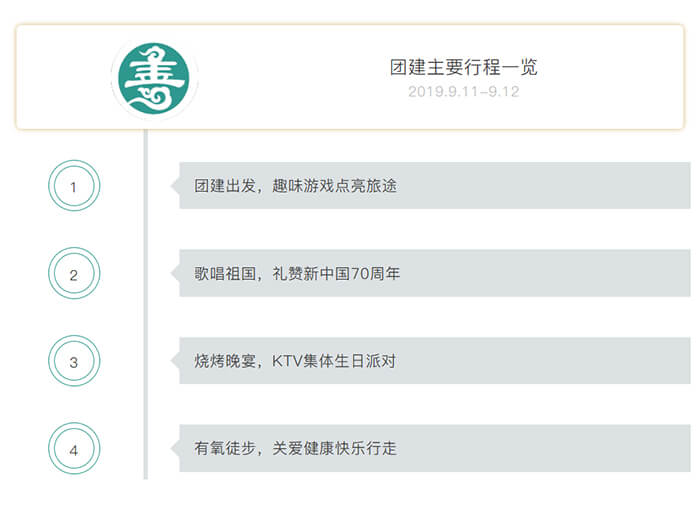 善
团建主要行程一览
2019.9.11-9.12
1
团建出发，趣味游戏点亮旅途
2
歌唱祖国，礼赞新中国70周年
3
烧烤晚宴，KTV集体生日派对
4
有氧徒步，关爱健康快乐行走